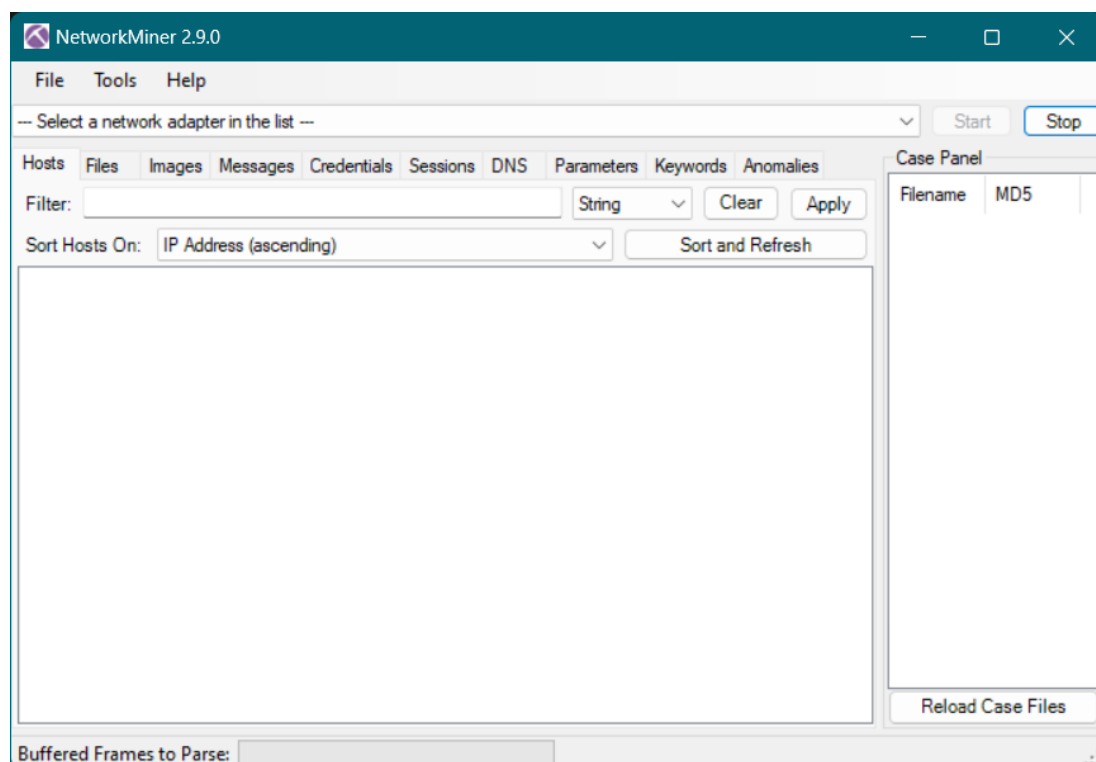 NetworkMiner 2.9.0
File Tools Help
--- Select a network adapter in the list ---
Start Stop
Hosts Files Images Messages Credentials Sessions DNS Parameters Keywords Anomalies
Filter: String Clear Apply
Sort Hosts On: IP Address (ascending) Sort and Refresh
Case Panel
Filename MD5
Reload Case Files
Buffered Frames to Parse: